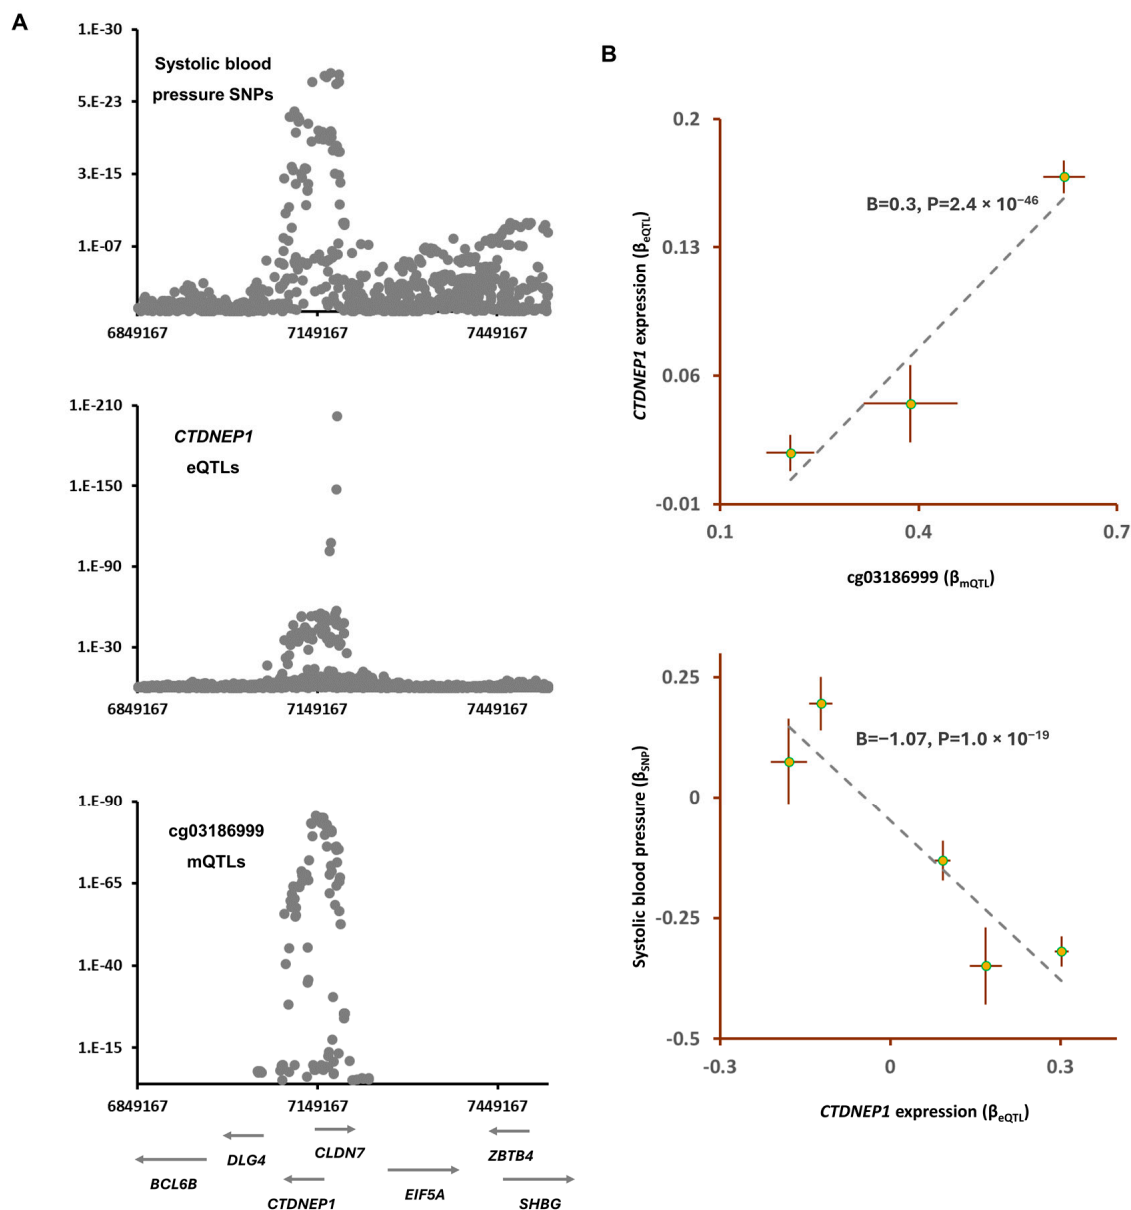 A
1.E-30
Systolic blood
pressure SNPs
5.E-23
3.E-15
1.E-07
6849167 7149167 7449167
1.E-210
CTDNEP1
eQTLs
1.E-150
1.E-90
1.E-30
6849167 7149167 7449167
1.E-90
cg03186999
mQTLs
1.E-65
1.E-40
1.E-15
6849167 7149167 7449167
CLDN7 ZBTB4
DLG4
BCL6B EIF5A
CTDNEP1 SHBG
B
0.2
B=0.3, P=2.4 × 10⁻⁴⁶
0.13
CTDNEP1 expression (βeQTL)
0.06
-0.01
0.1 0.4 0.7
cg03186999 (βmQTL)
0.25
B=−1.07, P=1.0 × 10⁻¹⁹
Systolic blood pressure (βSNP)
0
-0.25
-0.5
-0.3 0 0.3
CTDNEP1 expression (βeQTL)